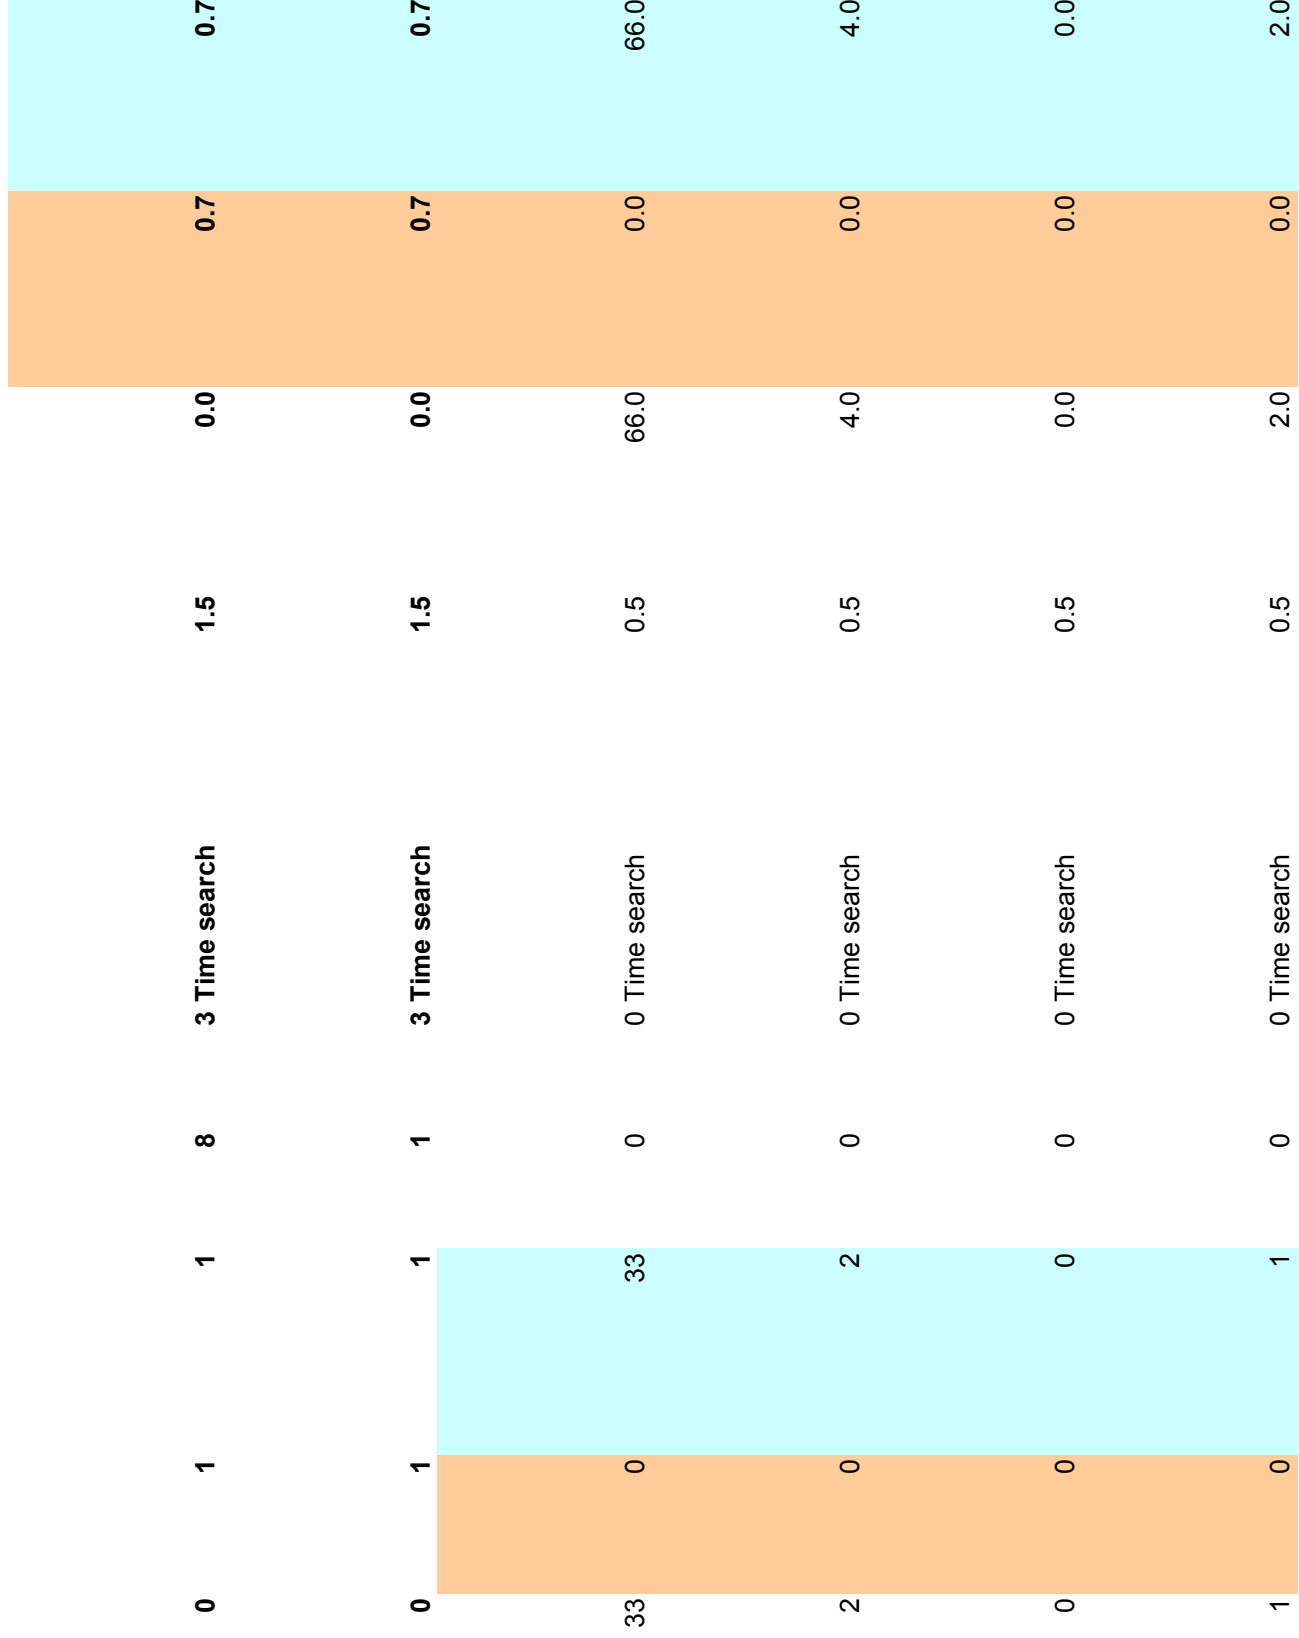 0 1 1 8 3 Time search 1.5 0.0 0.7 0.7
0 1 1 1 3 Time search 1.5 0.0 0.7 0.7
33 0 33 0 0 Time search 0.5 66.0 0.0 66.0
2 0 2 0 0 Time search 0.5 4.0 0.0 4.0
0 0 0 0 0 Time search 0.5 0.0 0.0 0.0
1 0 1 0 0 Time search 0.5 2.0 0.0 2.0